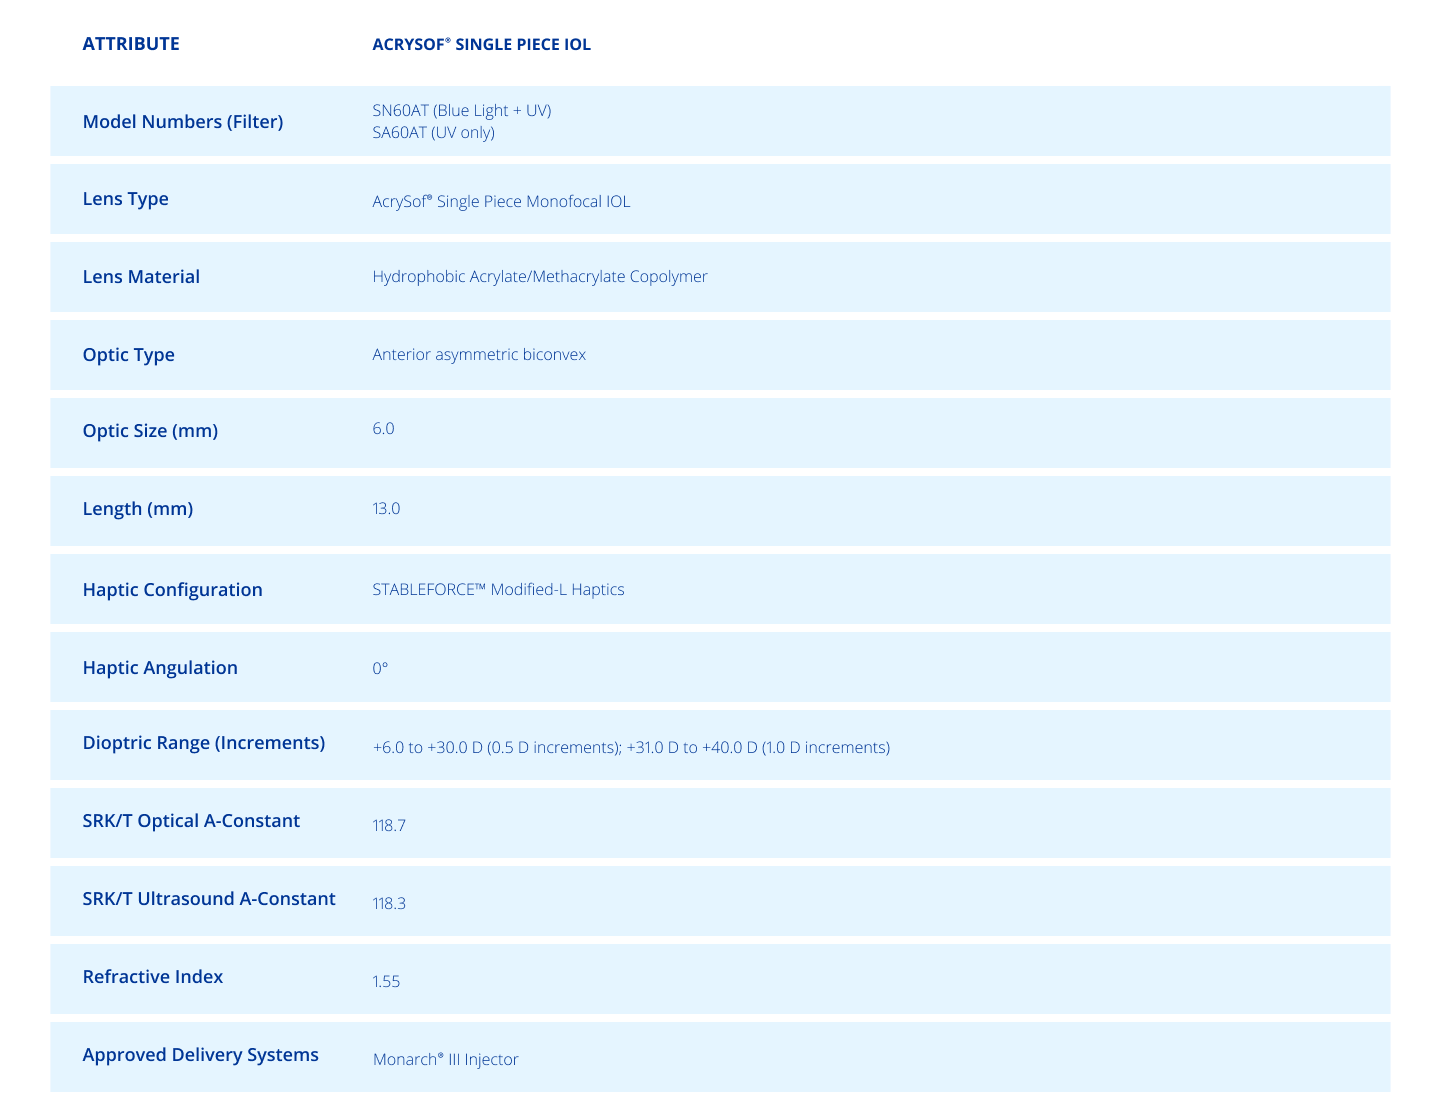 ATTRIBUTE ACRYSOF® SINGLE PIECE IOL
Model Numbers (Filter) SN60AT (Blue Light + UV)
SA60AT (UV only)
Lens Type AcrySof® Single Piece Monofocal IOL
Lens Material Hydrophobic Acrylate/Methacrylate Copolymer
Optic Type Anterior asymmetric biconvex
Optic Size (mm) 6.0
Length (mm) 13.0
Haptic Configuration STABLEFORCE™ Modified-L Haptics
Haptic Angulation 0°
Dioptric Range (Increments) +6.0 to +30.0 D (0.5 D increments); +31.0 D to +40.0 D (1.0 D increments)
SRK/T Optical A-Constant 118.7
SRK/T Ultrasound A-Constant 118.3
Refractive Index 1.55
Approved Delivery Systems Monarch® III Injector